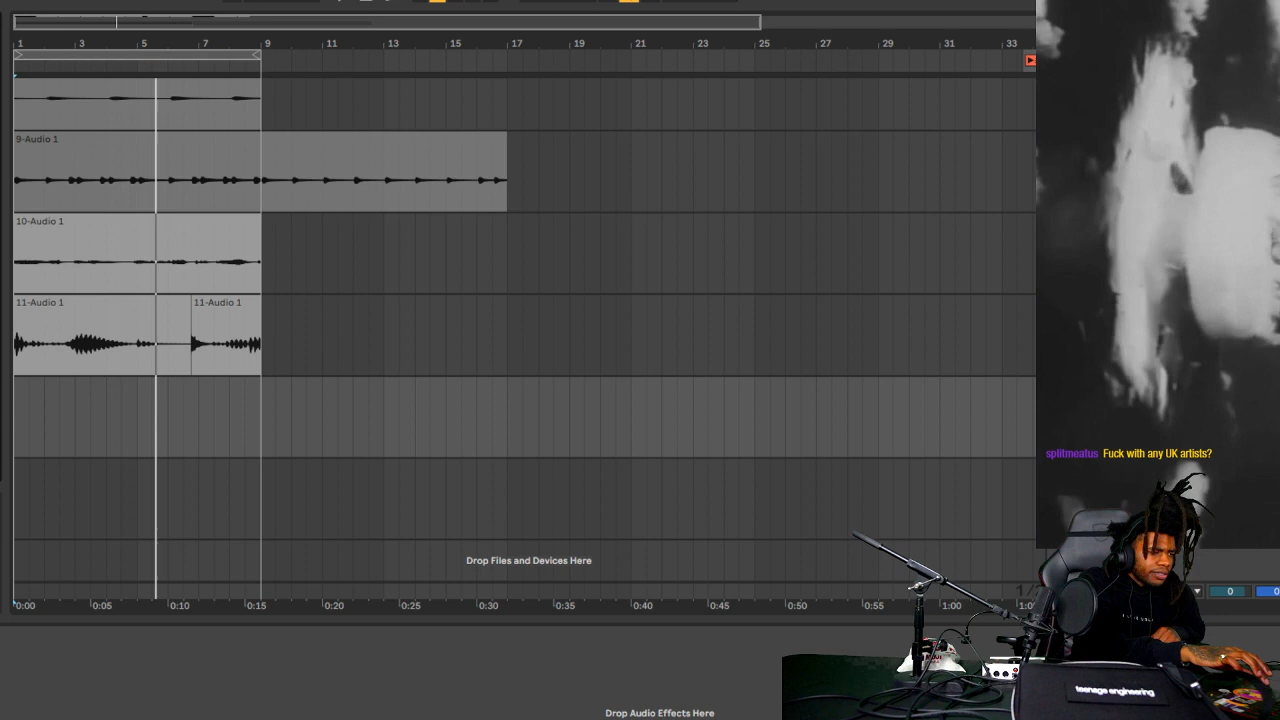 1 3 5 7 9 11 13 15 17 19 21 23 25 27 29 31 33
9-Audio 1
10-Audio 1
11-Audio 1 11-Audio 1
splitmeatus Fuck with any UK artists?
Drop Files and Devices Here
0
0:00 0:05 0:10 0:15 0:20 0:25 0:30 0:35 0:40 0:45 0:50 0:55 1:00
teenage engineering
Drop Audio Effects Here